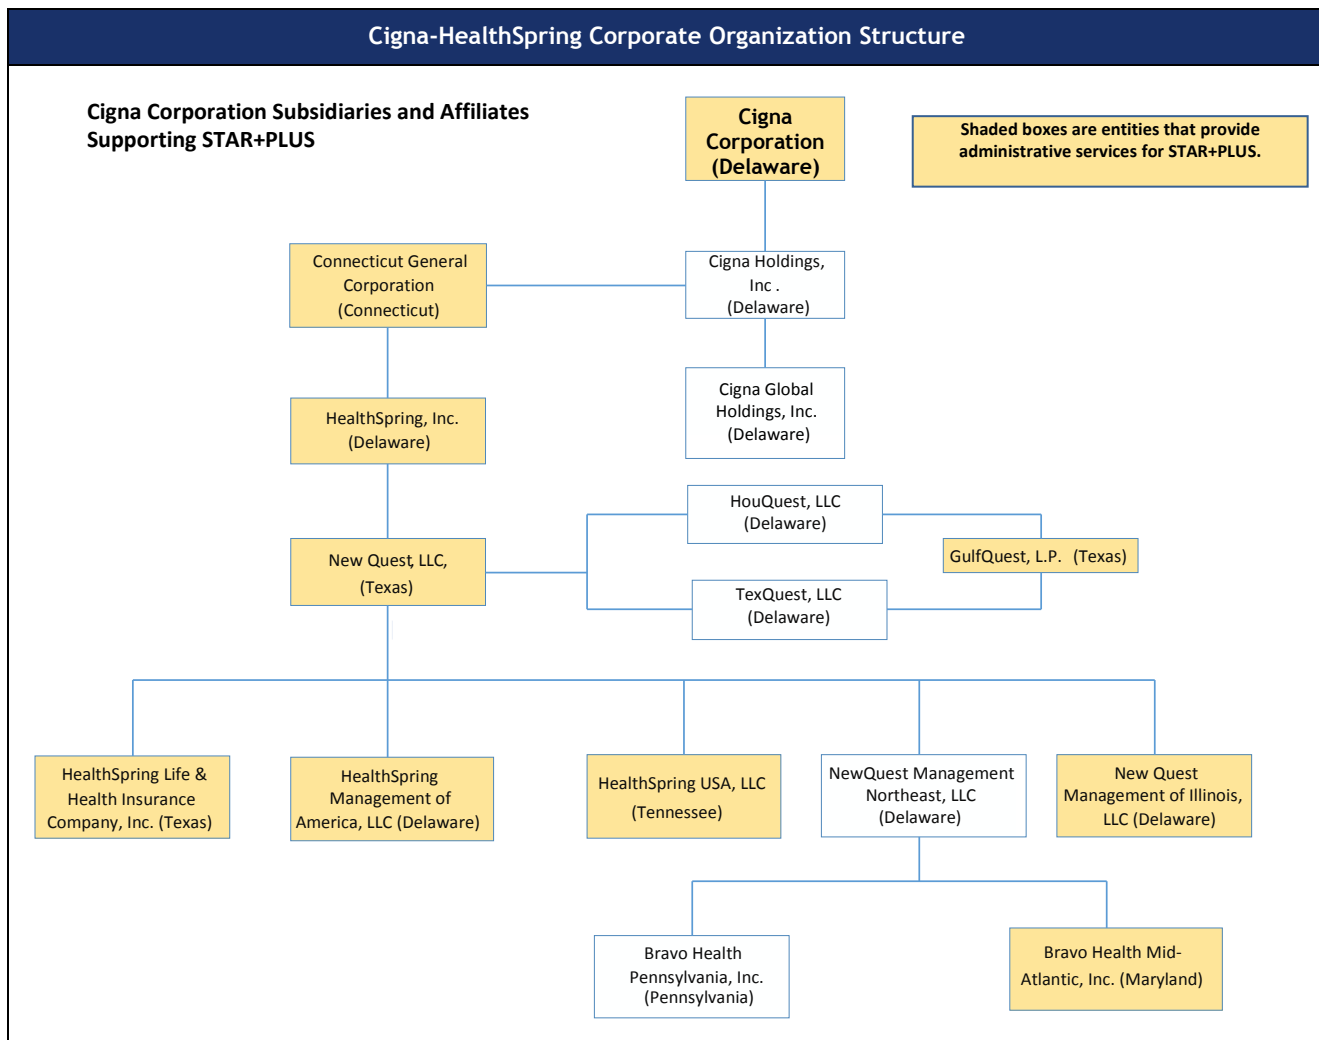 Cigna-HealthSpring Corporate Organization Structure
Cigna Corporation Subsidiaries and Affiliates
Supporting STAR+PLUS
Cigna
Corporation
(Delaware)
Shaded boxes are entities that provide
administrative services for STAR+PLUS.
Connecticut General
Corporation
(Connecticut)
Cigna Holdings,
Inc .
(Delaware)
Cigna Global
Holdings, Inc.
(Delaware)
HealthSpring, Inc.
(Delaware)
HouQuest, LLC
(Delaware)
New Quest, LLC,
(Texas)
GulfQuest, L.P. (Texas)
TexQuest, LLC
(Delaware)
HealthSpring Life &
Health Insurance
Company, Inc. (Texas)
HealthSpring
Management of
America, LLC (Delaware)
HealthSpring USA, LLC
(Tennessee)
NewQuest Management
Northeast, LLC
(Delaware)
New Quest
Management of Illinois,
LLC (Delaware)
Bravo Health
Pennsylvania, Inc.
(Pennsylvania)
Bravo Health Mid-
Atlantic, Inc. (Maryland)